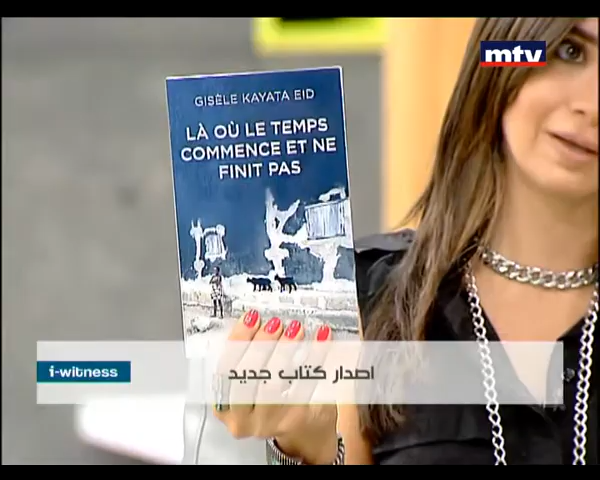 mtv
GISÈLE KAYATA EID
LÀ OÙ LE TEMPS
COMMENCE ET NE
FINIT PAS
i-witness
اصدار كتاب جديد